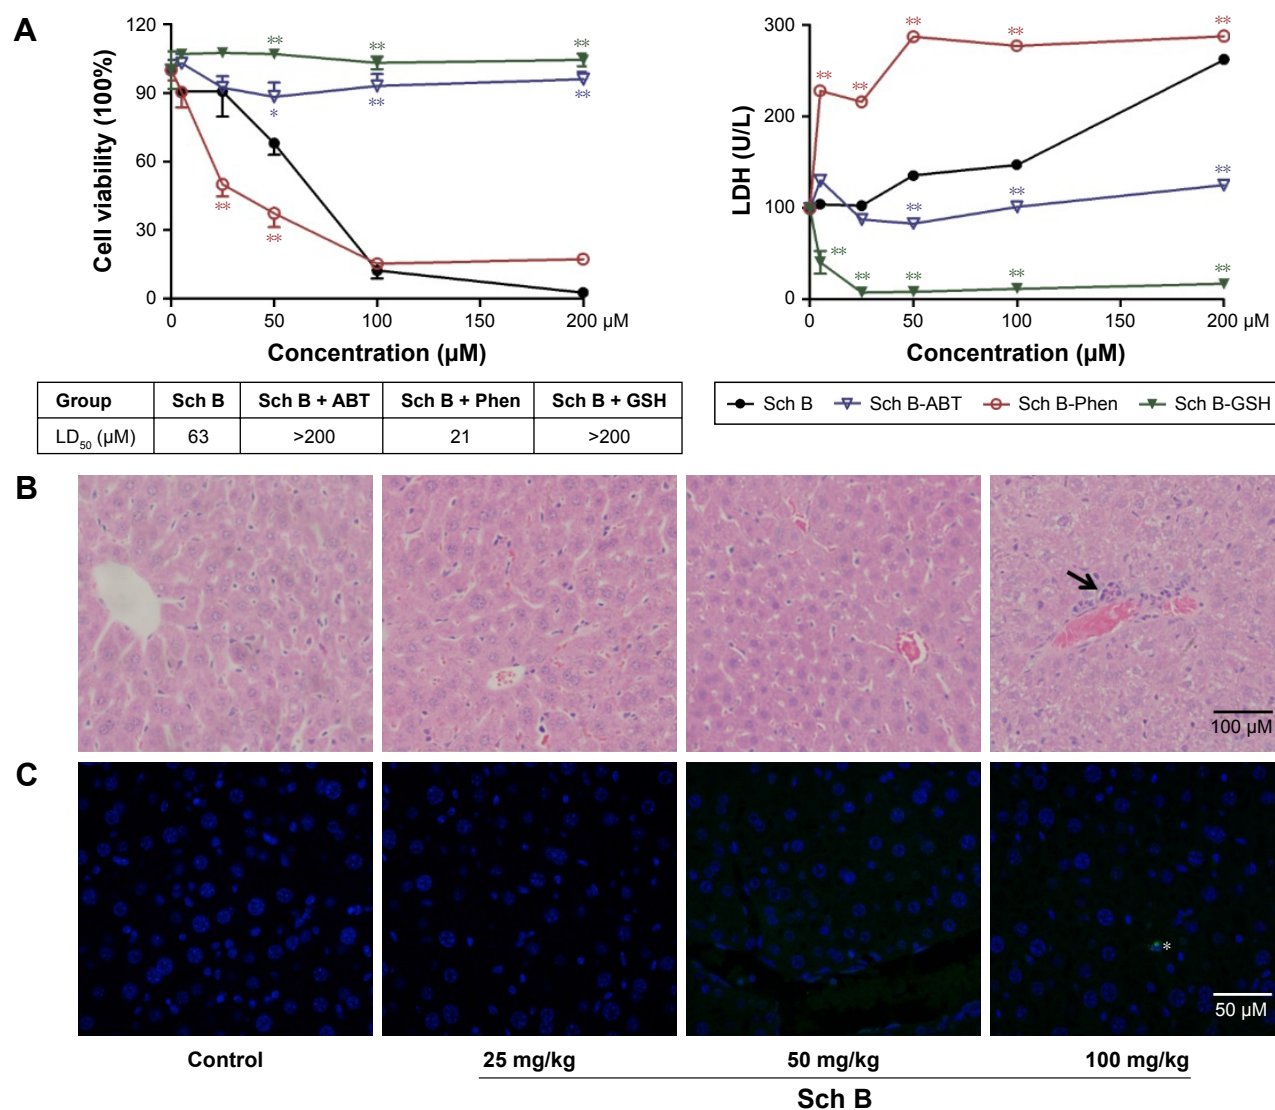 A
120
90
60
30
0
Cell viability (100%)
** ** **
* ** **
**
**
0 50 100 150 200 µM
Concentration (µM)
300
200
100
0
LDH (U/L)
** ** ** ** **
** ** **
** ** ** ** **
0 50 100 150 200 µM
Concentration (µM)
Group Sch B Sch B + ABT Sch B + Phen Sch B + GSH
LD50 (µM) 63 >200 21 >200
Sch B Sch B-ABT Sch B-Phen Sch B-GSH
B
100 µM
C
*
50 µM
Control 25 mg/kg 50 mg/kg 100 mg/kg
Sch B